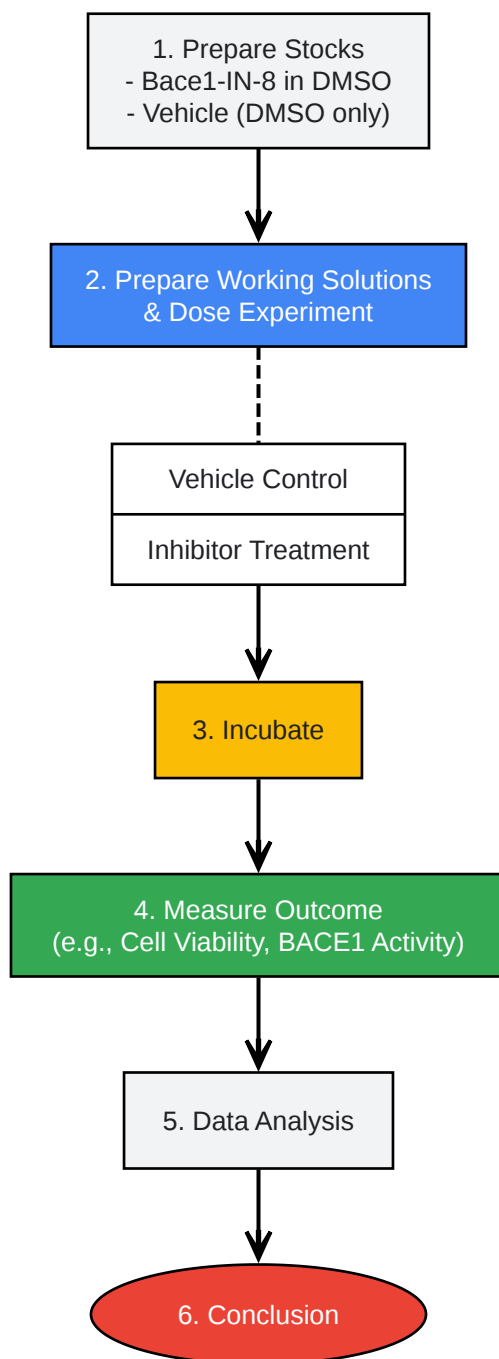 1. Prepare Stocks
- Bace1-IN-8 in DMSO
- Vehicle (DMSO only)
2. Prepare Working Solutions
& Dose Experiment
Vehicle Control
Inhibitor Treatment
3. Incubate
4. Measure Outcome
(e.g., Cell Viability, BACE1 Activity)
5. Data Analysis
6. Conclusion